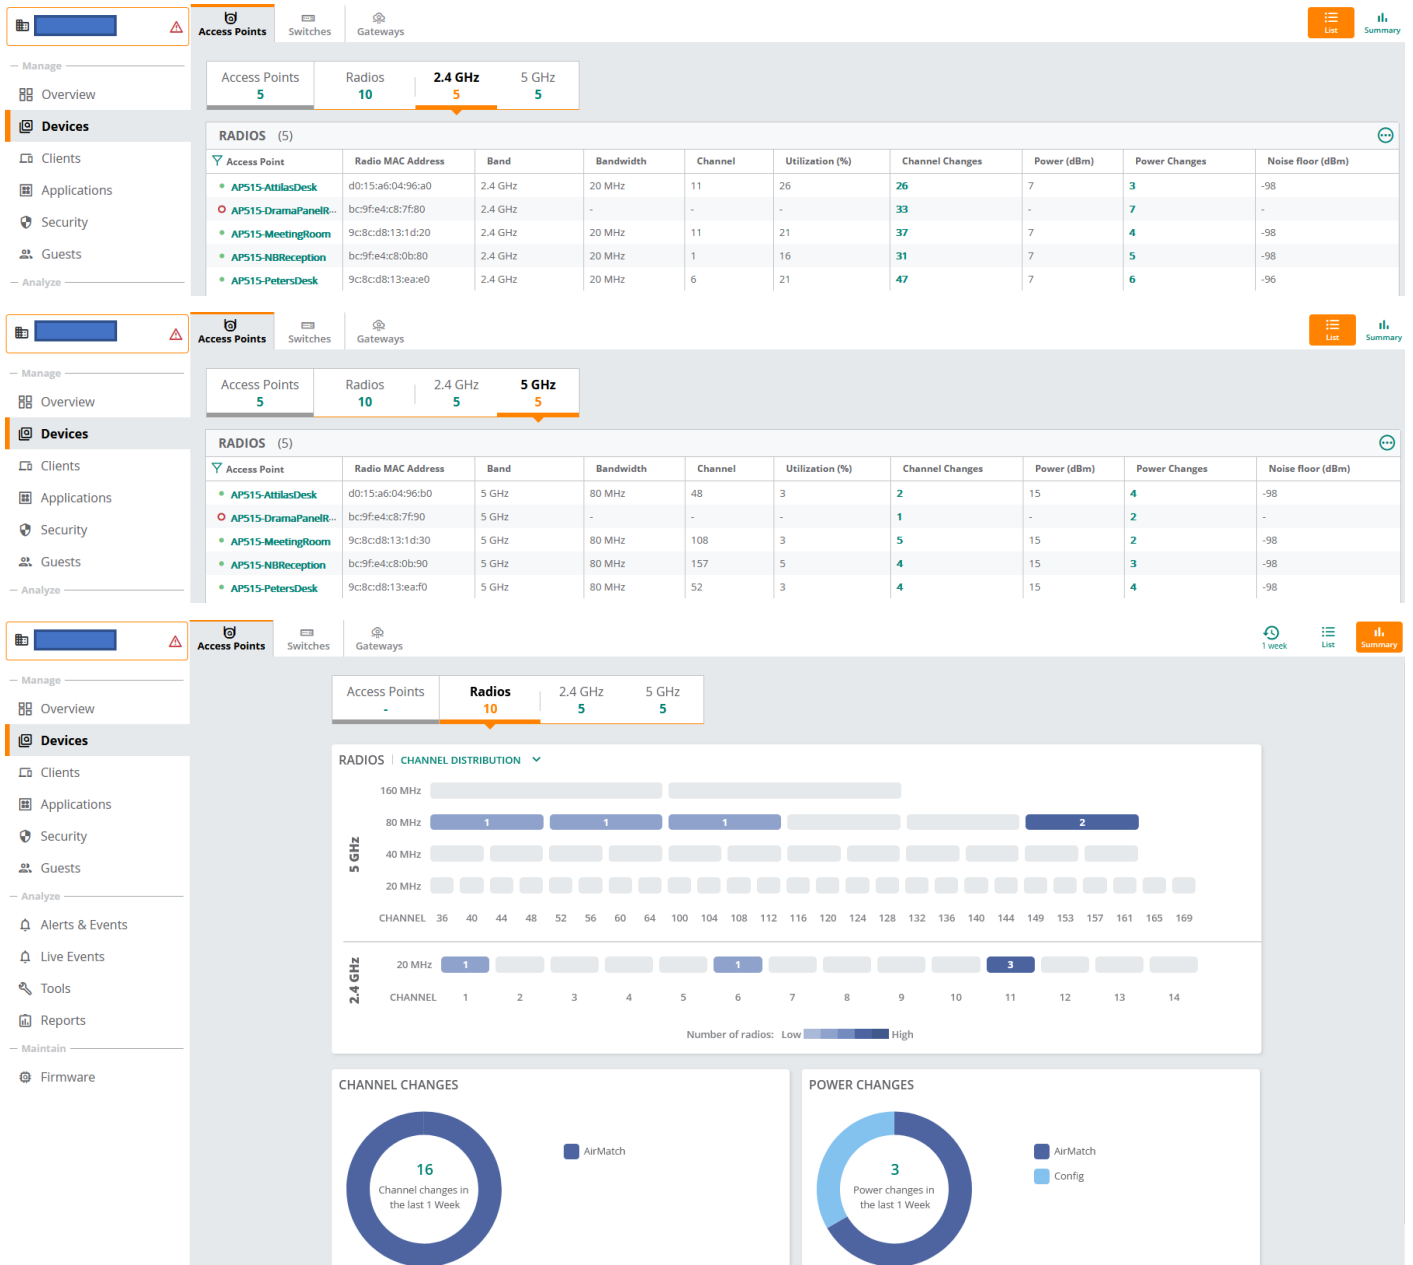 Access Points Switches Gateways List Summary
Manage
Overview
Devices
Clients
Applications
Security
Guests
Analyze
Access Points Radios 2.4 GHz 5 GHz
5 10 5 5
RADIOS (5)
Access Point Radio MAC Address Band Bandwidth Channel Utilization (%) Channel Changes Power (dBm) Power Changes Noise floor (dBm)
AP515-AttilasDesk d0:15:a6:04:96:a0 2.4 GHz 20 MHz 11 26 26 7 3 -98
AP515-DramaPanelR... bc:9f:e4:c8:7f:80 2.4 GHz - - - 33 - 7 -
AP515-MeetingRoom 9c:8c:d8:13:1d:20 2.4 GHz 20 MHz 11 21 37 7 4 -98
AP515-NBReception bc:9f:e4:c8:0b:80 2.4 GHz 20 MHz 1 16 31 7 5 -98
AP515-PetersDesk 9c:8c:d8:13:ea:e0 2.4 GHz 20 MHz 6 21 47 7 6 -96
Access Points Switches Gateways List Summary
Manage
Overview
Devices
Clients
Applications
Security
Guests
Analyze
Access Points Radios 2.4 GHz 5 GHz
5 10 5 5
RADIOS (5)
Access Point Radio MAC Address Band Bandwidth Channel Utilization (%) Channel Changes Power (dBm) Power Changes Noise floor (dBm)
AP515-AttilasDesk d0:15:a6:04:96:b0 5 GHz 80 MHz 48 3 2 15 4 -98
AP515-DramaPanelR... bc:9f:e4:c8:7f:90 5 GHz - - - 1 - 2 -
AP515-MeetingRoom 9c:8c:d8:13:1d:30 5 GHz 80 MHz 108 3 5 15 2 -98
AP515-NBReception bc:9f:e4:c8:0b:90 5 GHz 80 MHz 157 5 4 15 3 -98
AP515-PetersDesk 9c:8c:d8:13:ea:f0 5 GHz 80 MHz 52 3 4 15 4 -98
Access Points Switches Gateways 1 week List Summary
Manage
Overview
Devices
Clients
Applications
Security
Guests
Analyze
Alerts & Events
Live Events
Tools
Reports
Maintain
Firmware
Access Points Radios 2.4 GHz 5 GHz
- 10 5 5
RADIOS CHANNEL DISTRIBUTION
5 GHz
160 MHz
80 MHz 1 1 1 2
40 MHz
20 MHz
CHANNEL 36 40 44 48 52 56 60 64 100 104 108 112 116 120 124 128 132 136 140 144 149 153 157 161 165 169
2.4 GHz
20 MHz 1 1 3
CHANNEL 1 2 3 4 5 6 7 8 9 10 11 12 13 14
Number of radios: Low High
CHANNEL CHANGES
16
Channel changes in
the last 1 Week
AirMatch
POWER CHANGES
3
Power changes in
the last 1 Week
AirMatch
Config